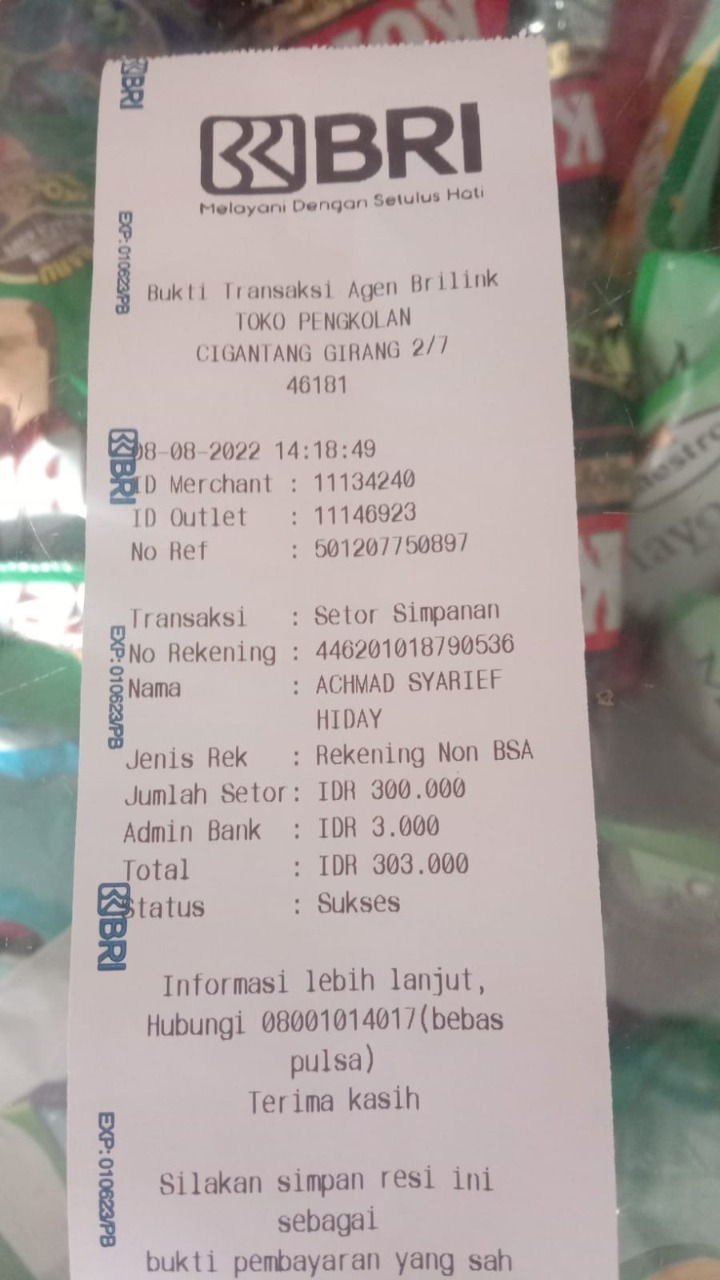 BRI
Melayani Dengan Setulus Hati
Bukti Transaksi Agen Brilink
TOKO PENGKOLAN
CIGANTANG GIRANG 2/7
46181
08-08-2022 14:18:49
ID Merchant : 11134240
ID Outlet : 11146923
No Ref : 501207750897
Transaksi : Setor Simpanan
No Rekening : 446201018790536
Nama : ACHMAD SYARIEF
HIDAY
Jenis Rek : Rekening Non BSA
Jumlah Setor: IDR 300.000
Admin Bank : IDR 3.000
Total : IDR 303.000
Status : Sukses
Informasi lebih lanjut,
Hubungi 08001014017(bebas
pulsa)
Terima kasih
Silakan simpan resi ini
sebagai
bukti pembayaran yang sah
BRI
EXP: 010623/PB
BRI
EXP: 010623/PB
BRI
EXP: 010623/PB